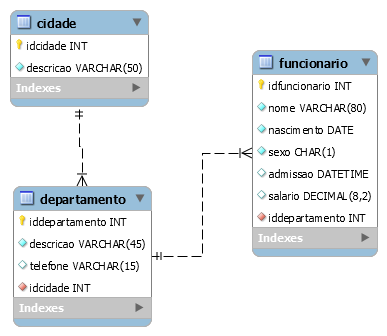 cidade
idcidade INT
descricao VARCHAR(50)
Indexes
funcionario
idfuncionario INT
nome VARCHAR(80)
nascimento DATE
sexo CHAR(1)
admissao DATETIME
salario DECIMAL(8,2)
iddepartamento INT
Indexes
departamento
iddepartamento INT
descricao VARCHAR(45)
telefone VARCHAR(15)
idcidade INT
Indexes